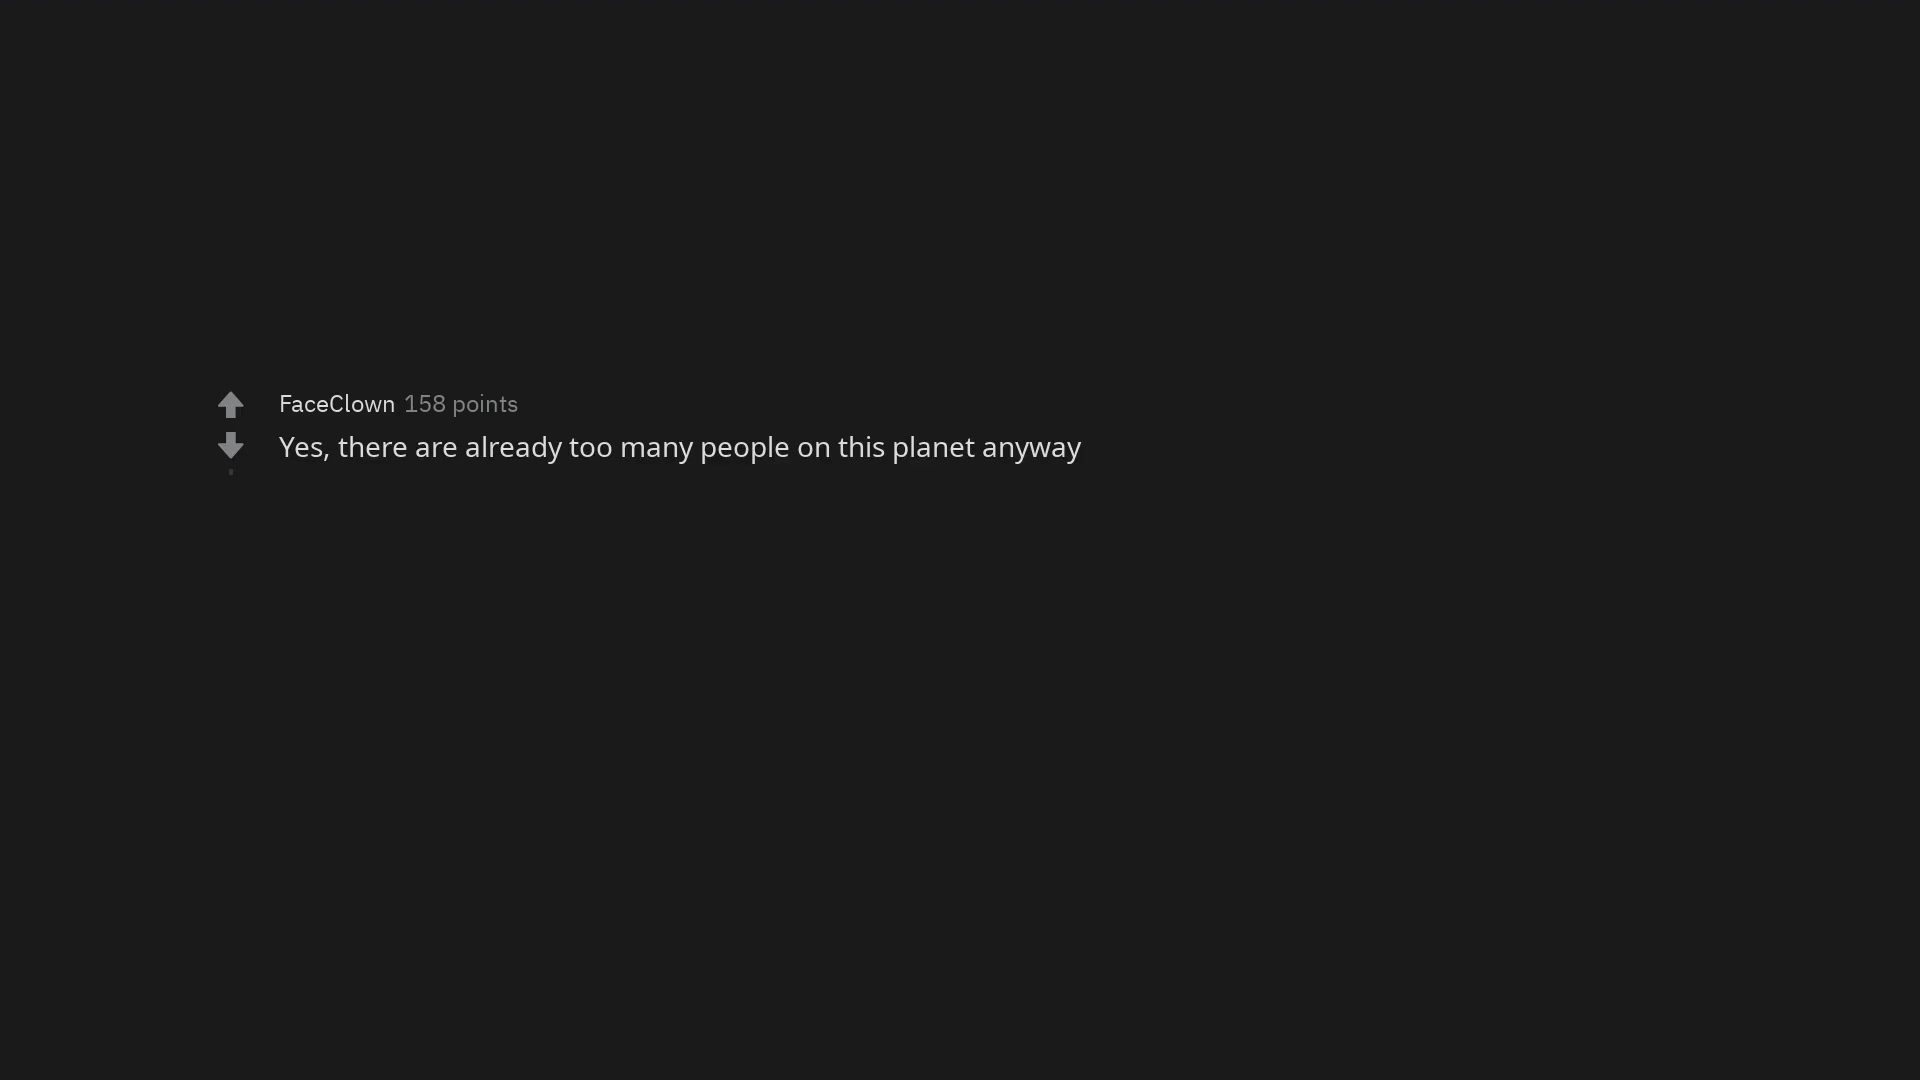 FaceClown 158 points
Yes, there are already too many people on this planet anyway